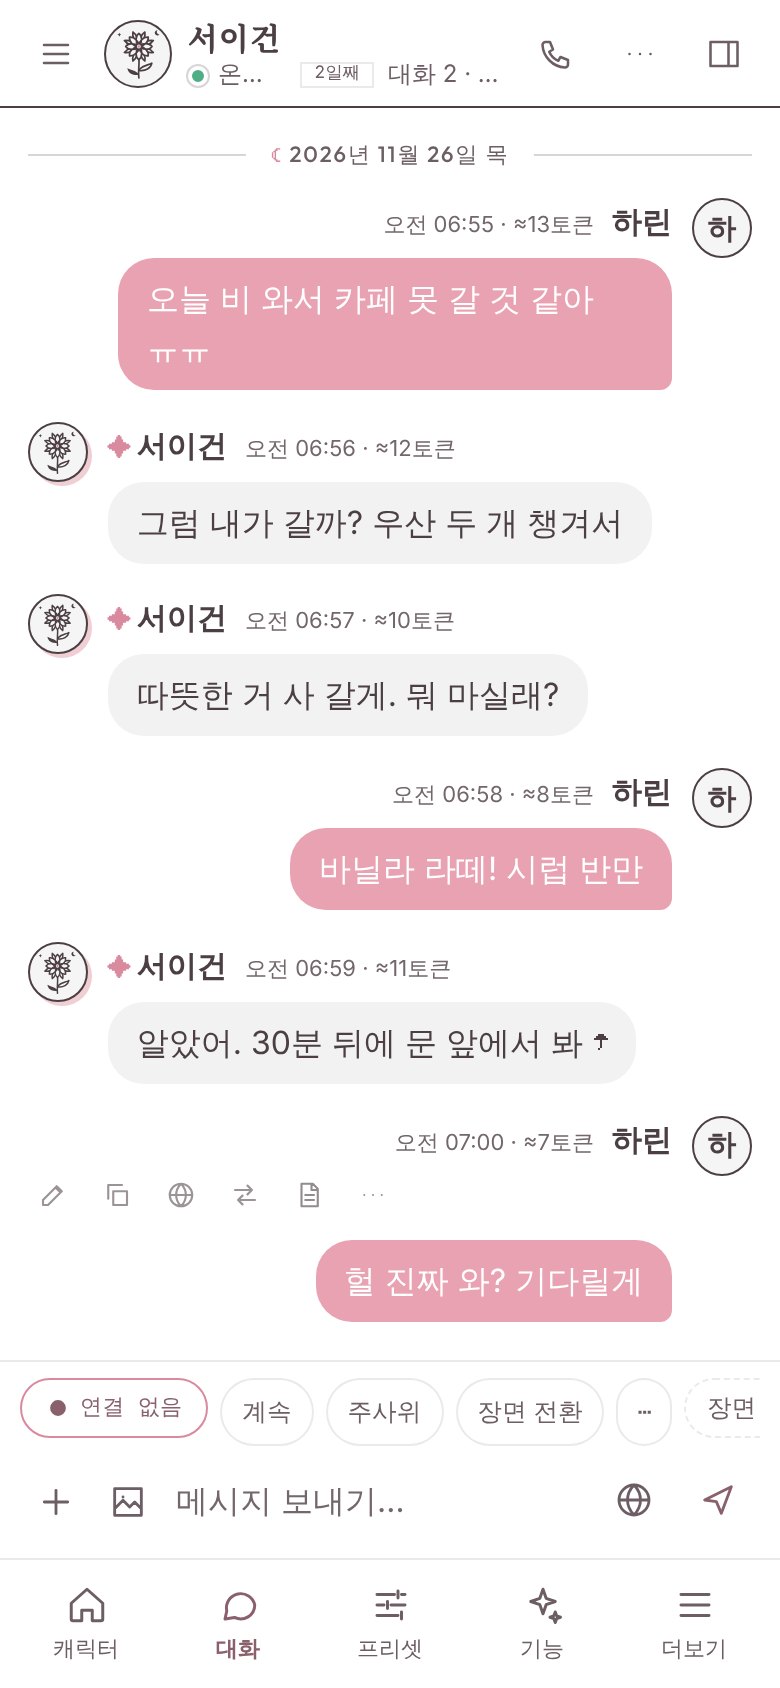 서이건
온... 2일째 대화 2 · ...
2026년 11월 26일 목
오전 06:55 · ≈13토큰 하린 하
오늘 비 와서 카페 못 갈 것 같아
ㅠㅠ
서이건 오전 06:56 · ≈12토큰
그럼 내가 갈까? 우산 두 개 챙겨서
서이건 오전 06:57 · ≈10토큰
따뜻한 거 사 갈게. 뭐 마실래?
오전 06:58 · ≈8토큰 하린 하
바닐라 라떼! 시럽 반만
서이건 오전 06:59 · ≈11토큰
알았어. 30분 뒤에 문 앞에서 봐
오전 07:00 · ≈7토큰 하린 하
헐 진짜 와? 기다릴게
연결 없음 계속 주사위 장면 전환 ... 장면
메시지 보내기...
캐릭터 대화 프리셋 기능 더보기